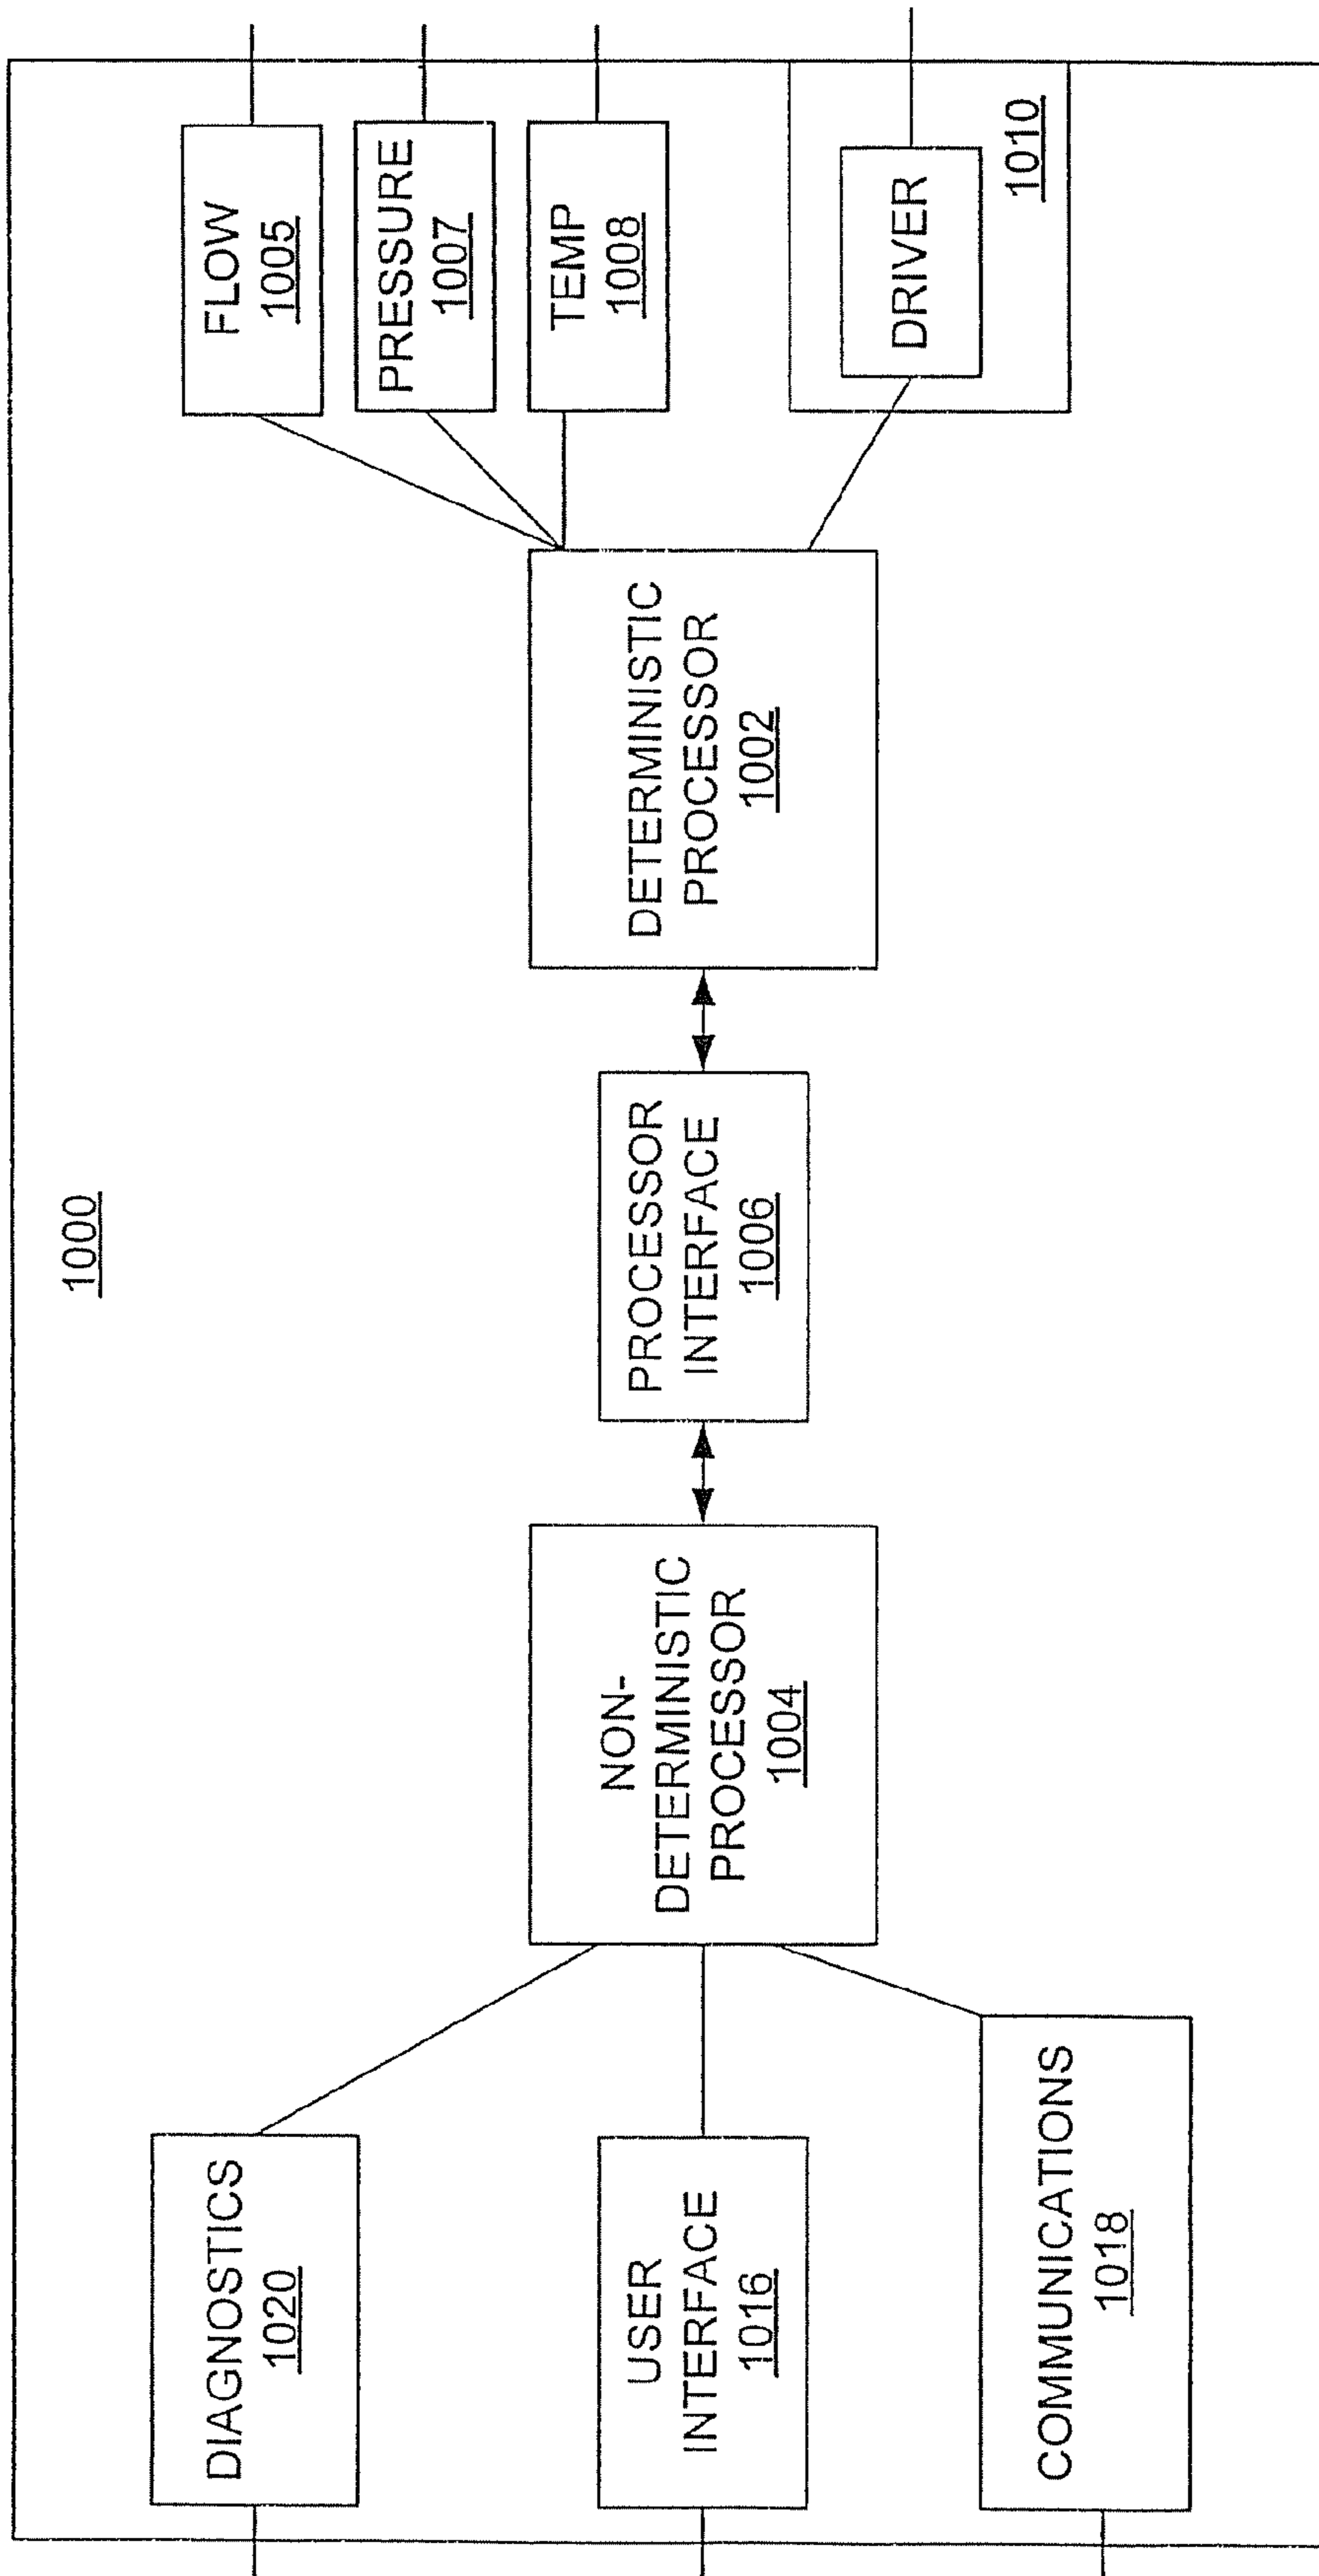 1000
DIAGNOSTICS
1020
USER
INTERFACE
1016
COMMUNICATIONS
1018
NON-
DETERMINISTIC
PROCESSOR
1004
PROCESSOR
INTERFACE
1006
DETERMINISTIC
PROCESSOR
1002
FLOW
1005
PRESSURE
1007
TEMP
1008
DRIVER
1010